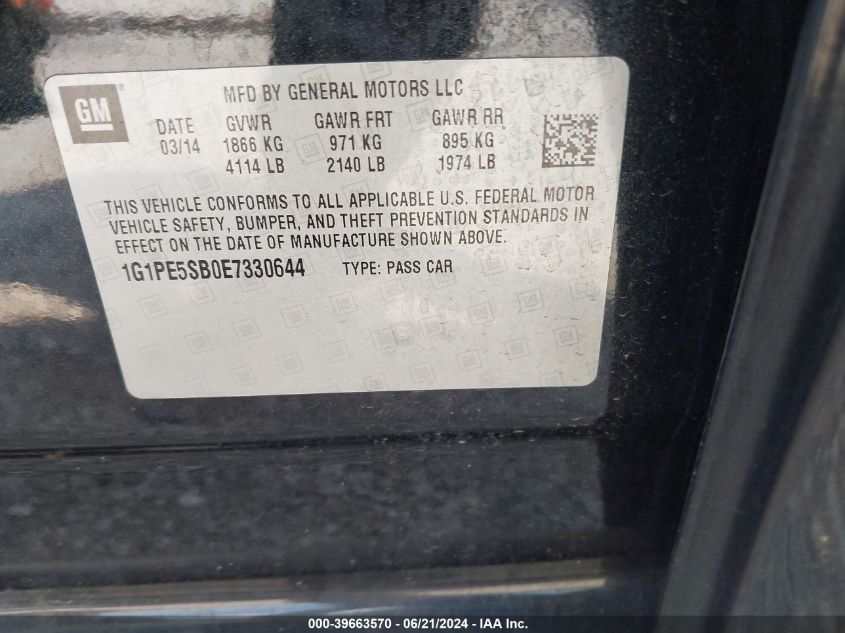 GM
MFD BY GENERAL MOTORS LLC
DATE GVWR GAWR FRT GAWR RR
03/14 1866 KG 971 KG 895 KG
4114 LB 2140 LB 1974 LB
THIS VEHICLE CONFORMS TO ALL APPLICABLE U.S. FEDERAL MOTOR
VEHICLE SAFETY, BUMPER, AND THEFT PREVENTION STANDARDS IN
EFFECT ON THE DATE OF MANUFACTURE SHOWN ABOVE.
1G1PE5SB0E7330644 TYPE: PASS CAR
000-39663570 - 06/21/2024 - IAA Inc.